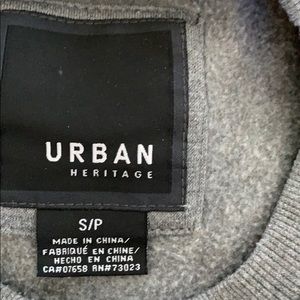 URBAN
HERITAGE
S/P
MADE IN CHINA/
FABRIQUÉ EN CHINE/
HECHO EN CHINA
CA#07658 RN#73023